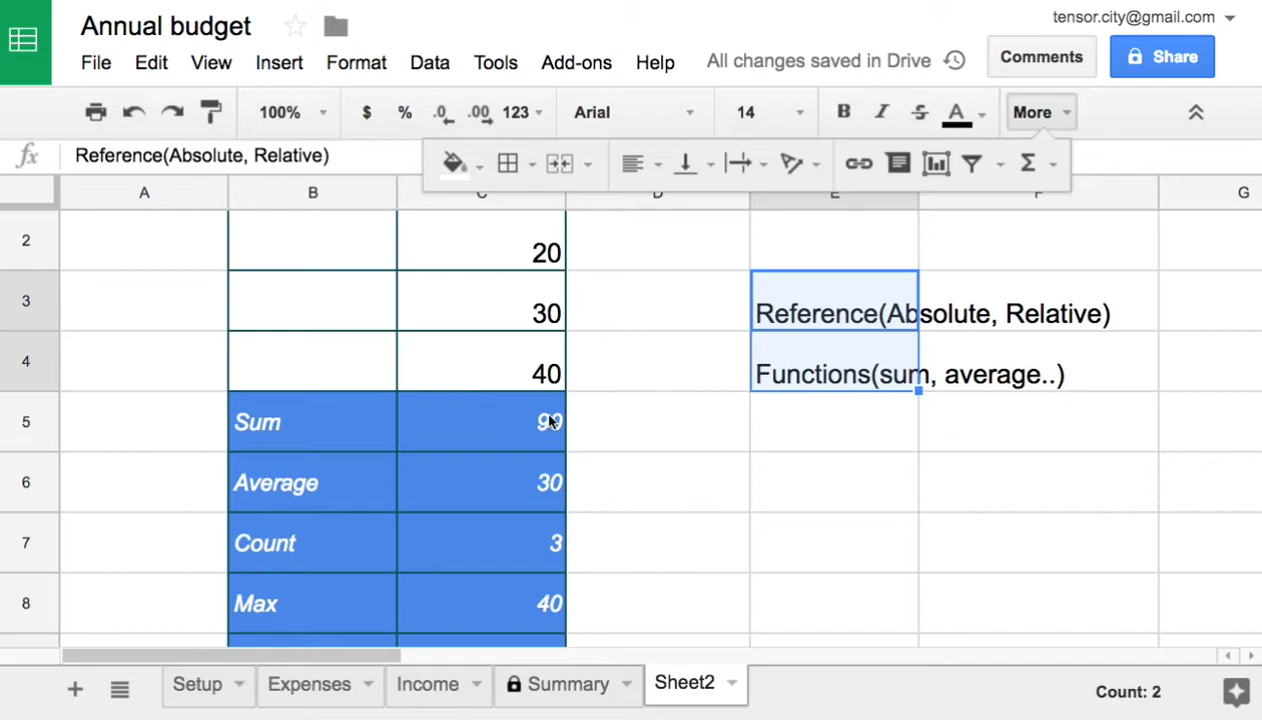 Annual budget
tensor.city@gmail.com
File Edit View Insert Format Data Tools Add-ons Help All changes saved in Drive
Comments
Share
100% $ % .0 .00 123 Arial 14 B I S A More
fx Reference(Absolute, Relative)
A B C D E F G
2 20
3 30 Reference(Absolute, Relative)
4 40 Functions(sum, average..)
5 Sum 90
6 Average 30
7 Count 3
8 Max 40
Setup Expenses Income Summary Sheet2
Count: 2